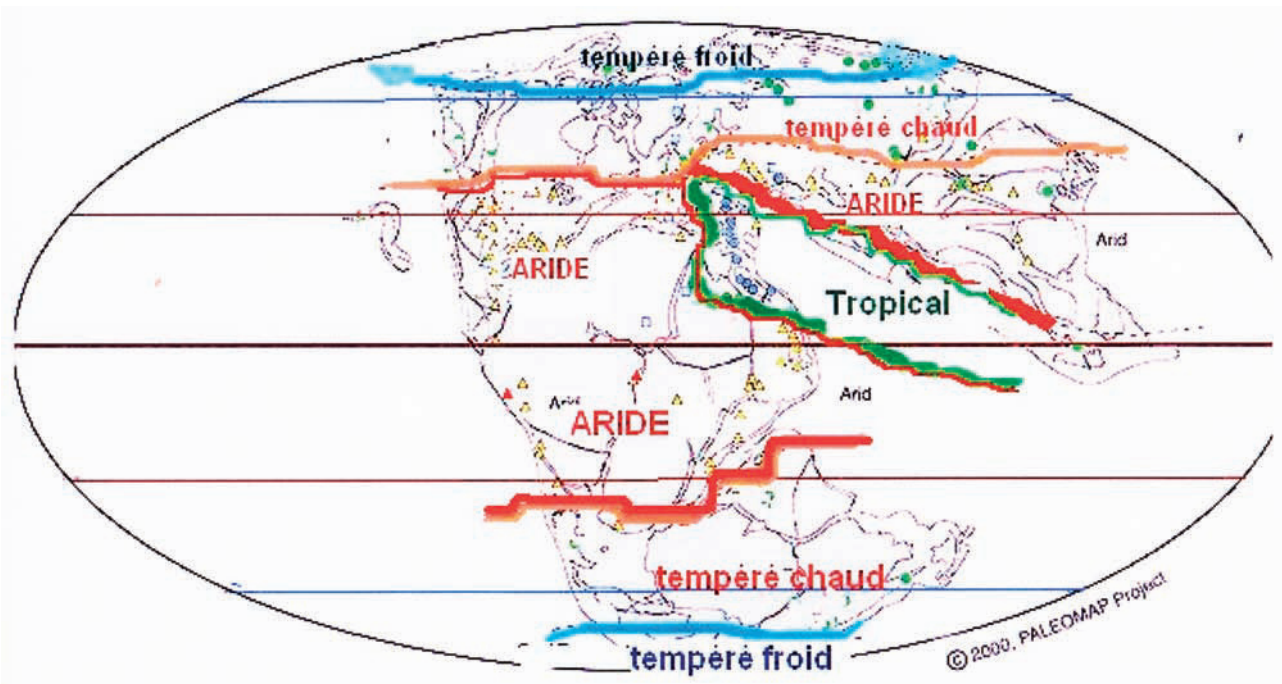 tempéré froid
tempéré chaud
ARIDE
Arid
ARIDE
Tropical
Arid
Arid
ARIDE
tempéré chaud
tempéré froid
© 2000, PALEOMAP Project